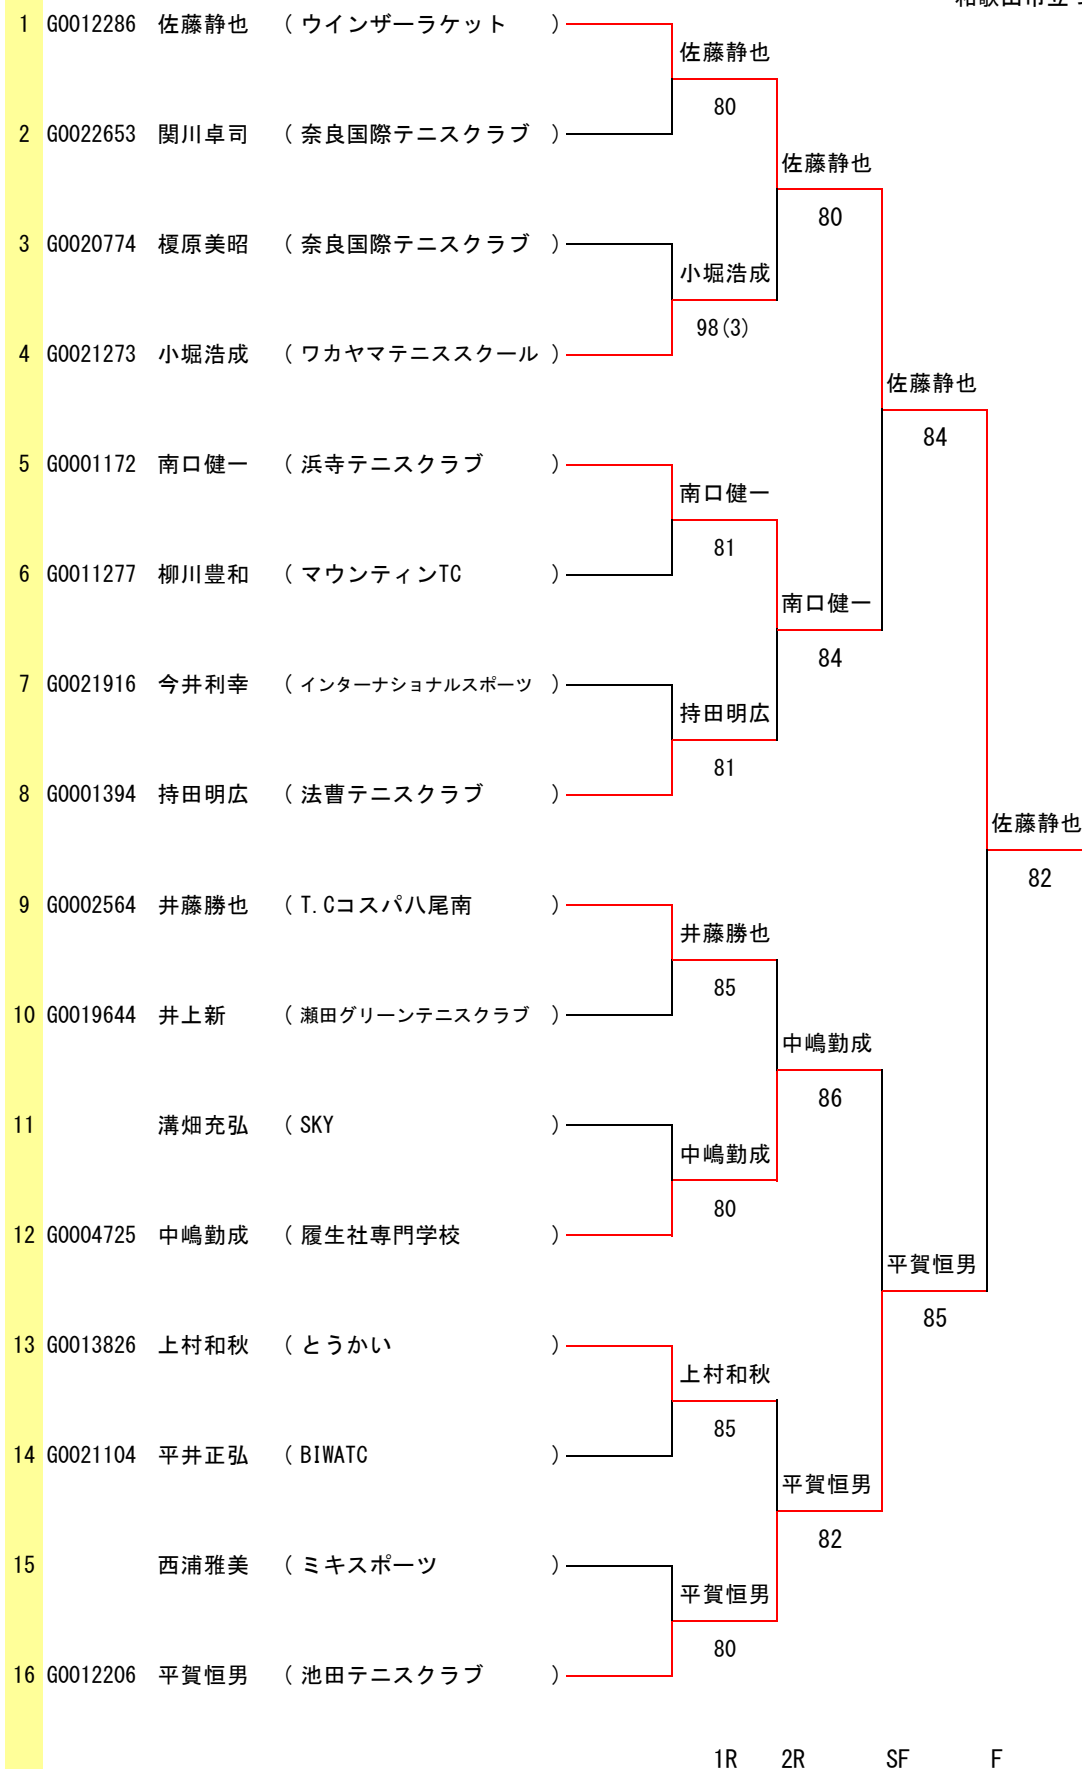 1 G0012286 佐藤静也 ( ウインザーラケット )
佐藤静也
80
2 G0022653 関川卓司 ( 奈良国際テニスクラブ )
佐藤静也
80
3 G0020774 榎原美昭 ( 奈良国際テニスクラブ )
小堀浩成
98(3)
4 G0021273 小堀浩成 ( ワカヤマテニススクール )
佐藤静也
84
5 G0001172 南口健一 ( 浜寺テニスクラブ )
南口健一
81
6 G0011277 柳川豊和 ( マウンティンTC )
南口健一
84
7 G0021916 今井利幸 ( インターナショナルスポーツ )
持田明広
81
8 G0001394 持田明広 ( 法曹テニスクラブ )
佐藤静也
82
9 G0002564 井藤勝也 ( T.Cコスパ八尾南 )
井藤勝也
85
10 G0019644 井上新 ( 瀬田グリーンテニスクラブ )
中嶋勤成
86
11 溝畑充弘 ( SKY )
中嶋勤成
80
12 G0004725 中嶋勤成 ( 履生社専門学校 )
平賀恒男
85
13 G0013826 上村和秋 ( とうかい )
上村和秋
85
14 G0021104 平井正弘 ( BIWATC )
平賀恒男
82
15 西浦雅美 ( ミキスポーツ )
平賀恒男
80
16 G0012206 平賀恒男 ( 池田テニスクラブ )
1R 2R SF F